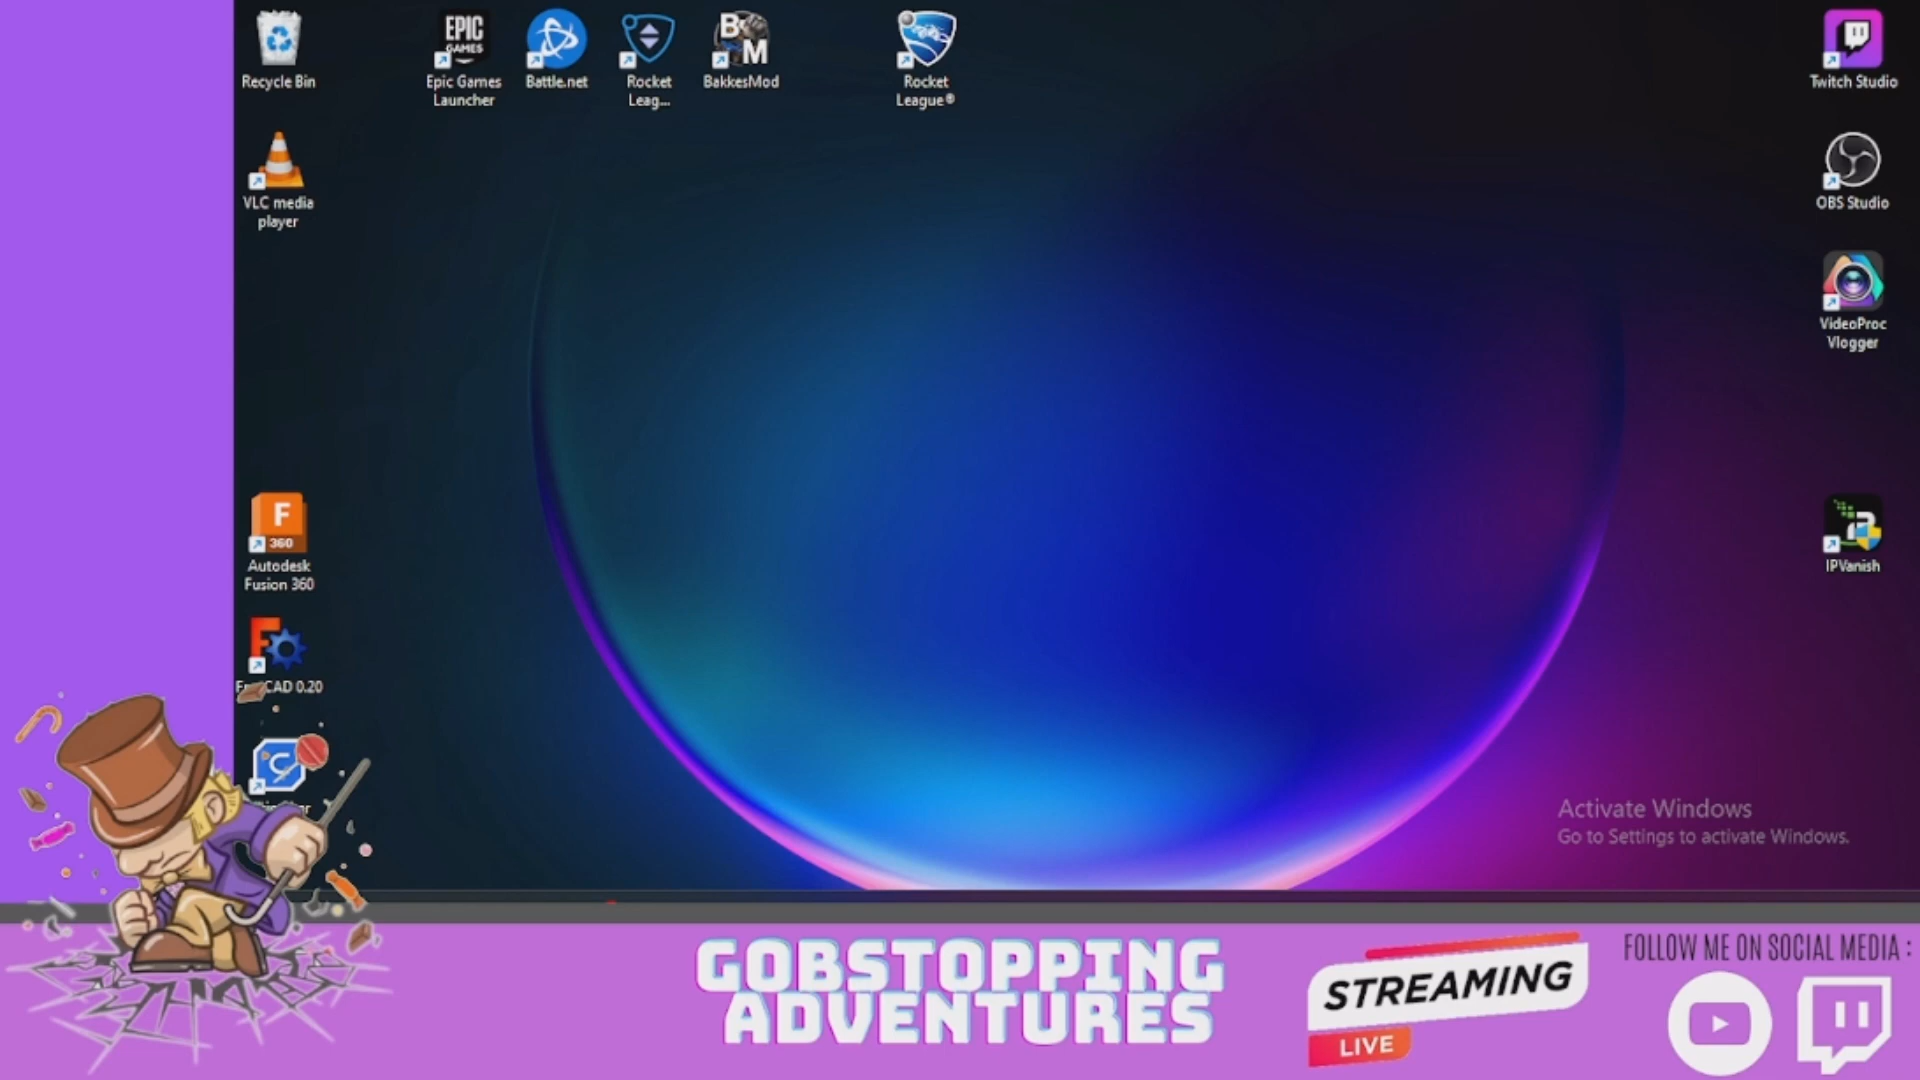 Recycle Bin
EPIC
GAMES
Epic Games
Launcher
Battle.net
Rocket
Leag...
B
M
BakkesMod
Rocket
League®
Twitch Studio
VLC media
player
OBS Studio
VideoProc
Vlogger
F
360
Autodesk
Fusion 360
IPVanish
CAD 0.20
Activate Windows
Go to Settings to activate Windows.
GOBSTOPPING
ADVENTURES
STREAMING
LIVE
FOLLOW ME ON SOCIAL MEDIA :